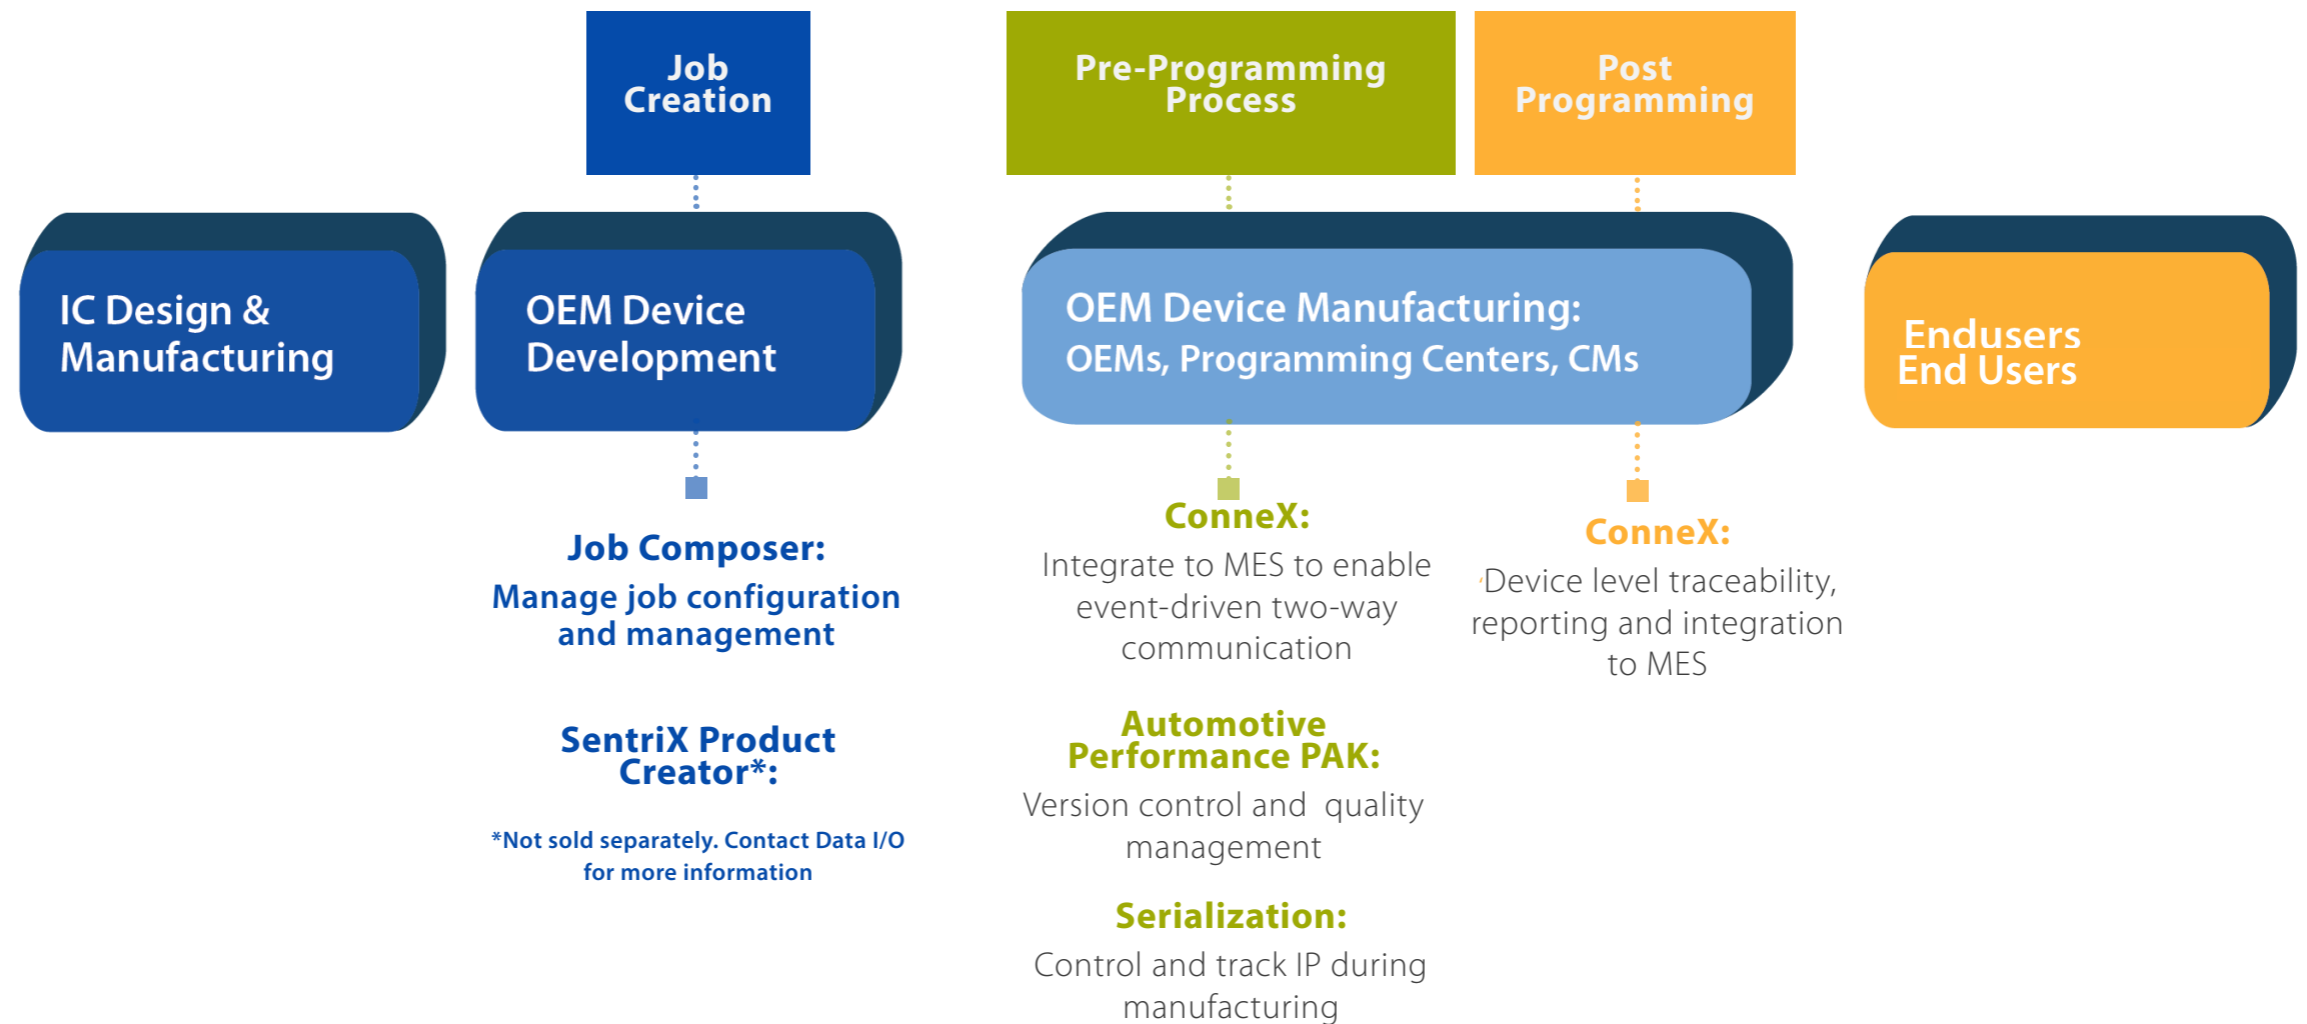 Job
Creation
Pre-Programming
Process
Post
Programming
IC Design &
Manufacturing
OEM Device
Development
OEM Device Manufacturing:
OEMs, Programming Centers, CMs
Endusers
End Users
Job Composer:
Manage job configuration
and management
SentriX Product
Creator*:
*Not sold separately. Contact Data I/O
for more information
ConneX:
Integrate to MES to enable
event-driven two-way
communication
Automotive
Performance PAK:
Version control and quality
management
Serialization:
Control and track IP during
manufacturing
ConneX:
Device level traceability,
reporting and integration
to MES